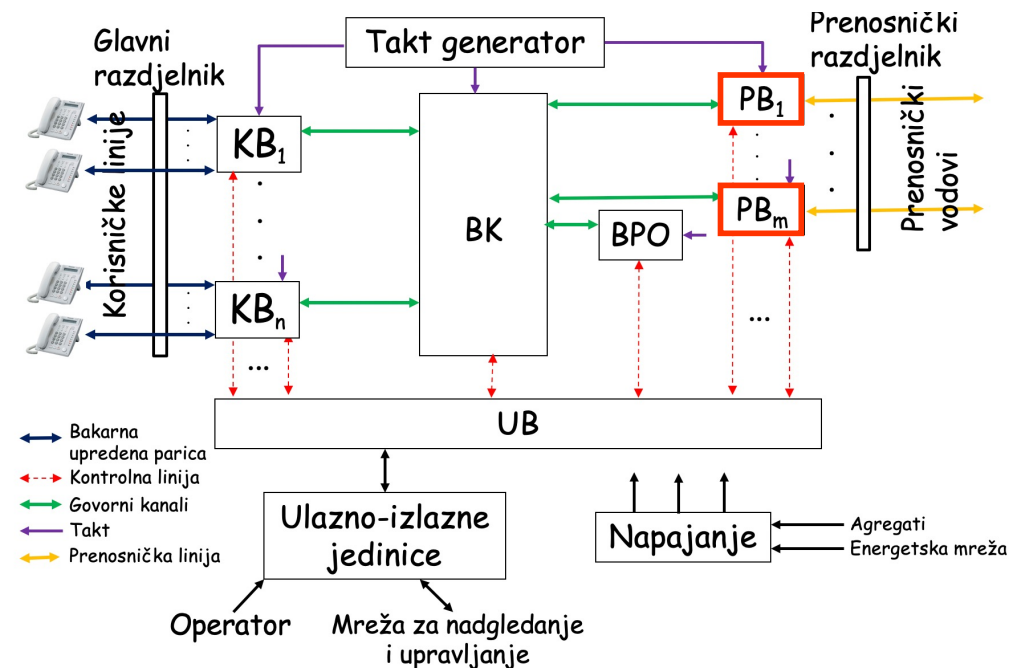 Glavni
razdjelnik
Takt generator
Prenosnički
razdjelnik
Korisničke linije
KB1
KBn
...
BK
BPO
PB1
PBm
...
Prenosnički
vodovi
UB
Bakarna
upredena parica
Kontrolna linija
Govorni kanali
Takt
Prenosnička linija
Ulazno-izlazne
jedinice
Operator
Mreža za nadgledanje
i upravljanje
Napajanje
Agregati
Energetska mreža